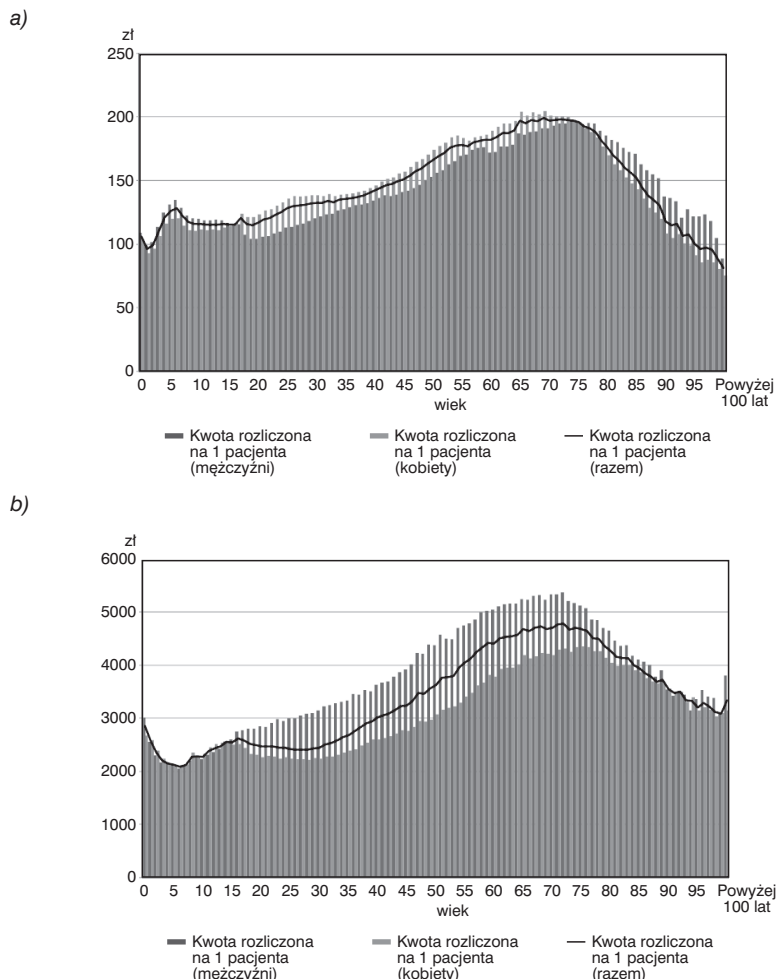 a)
zł
250
200
150
100
50
0
0 5 10 15 20 25 30 35 40 45 50 55 60 65 70 75 80 85 90 95 Powyżej
100 lat
wiek
Kwota rozliczona
na 1 pacjenta
(mężczyźni)
Kwota rozliczona
na 1 pacjenta
(kobiety)
Kwota rozliczona
na 1 pacjenta
(razem)
b)
zł
6000
5000
4000
3000
2000
1000
0
0 5 10 15 20 25 30 35 40 45 50 55 60 65 70 75 80 85 90 95 Powyżej
100 lat
wiek
Kwota rozliczona
na 1 pacjenta
(mężczyźni)
Kwota rozliczona
na 1 pacjenta
(kobiety)
Kwota rozliczona
na 1 pacjenta
(razem)